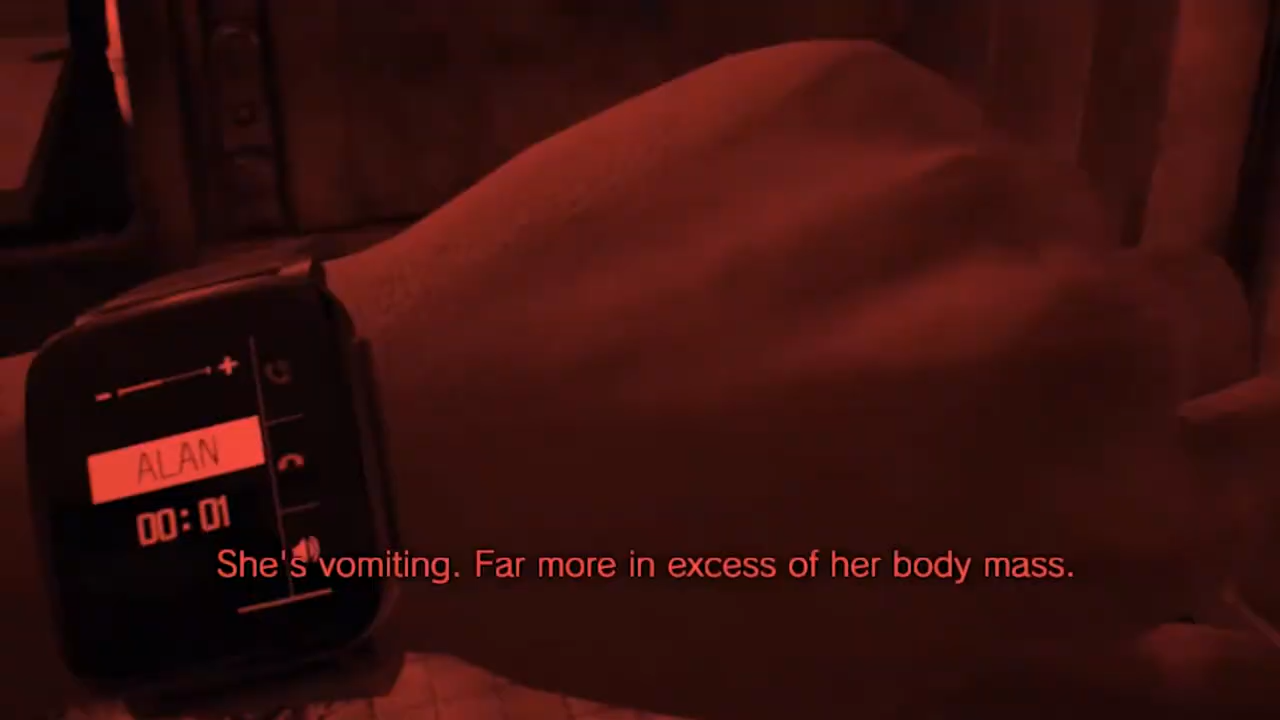 - +
ALAN
00:01
She's vomiting. Far more in excess of her body mass.